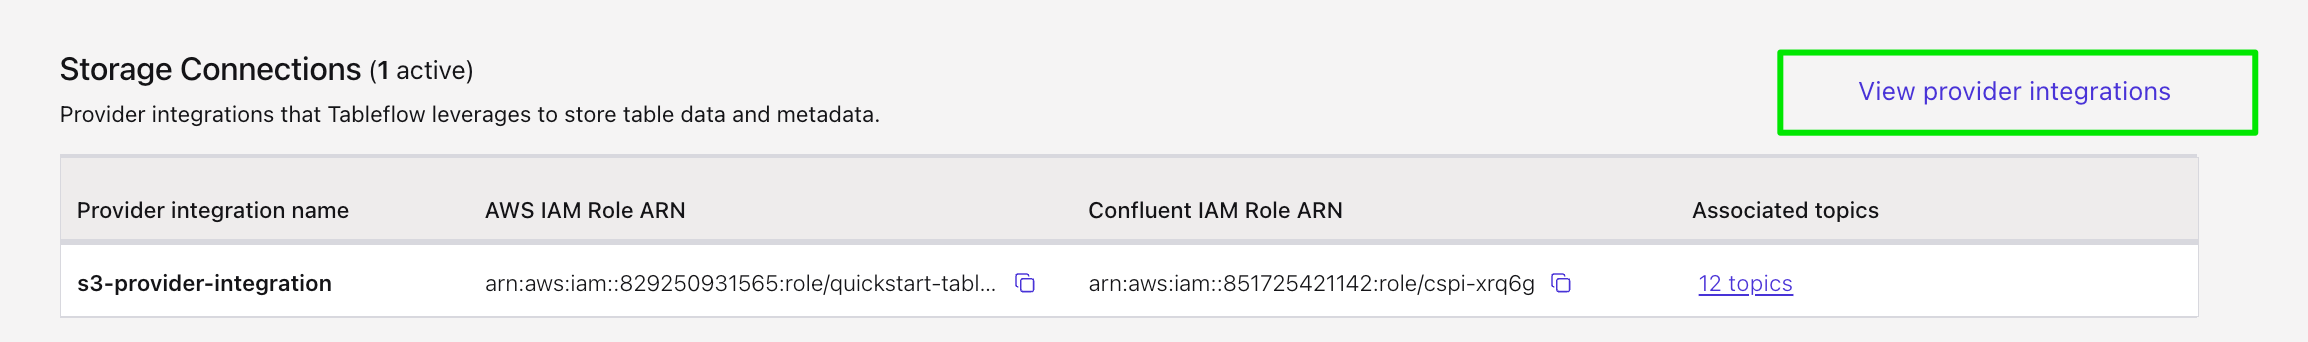 Storage Connections (1 active)
View provider integrations
Provider integrations that Tableflow leverages to store table data and metadata.
Provider integration name AWS IAM Role ARN Confluent IAM Role ARN Associated topics
s3-provider-integration arn:aws:iam::829250931565:role/quickstart-tabl... arn:aws:iam::851725421142:role/cspi-xrq6g 12 topics